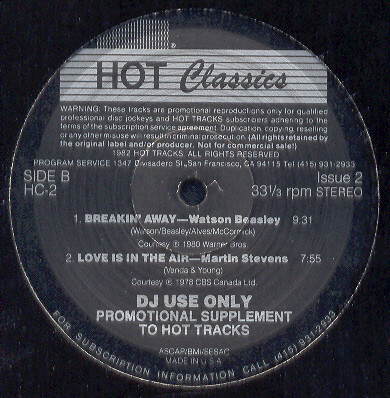 ®
HOT Classics
WARNING: These tracks are promotional reproductions only for qualified
professional disc jockeys and HOT TRACKS subscribers adhering to the
terms of the subscription service agreement. Duplication, copying, reselling
or any other misuse will result in criminal prosecution. (All rights retained by
the original label and/or producer. Not for commercial sale!)
1982 HOT TRACKS. ALL RIGHTS RESERVED
PROGRAM SERVICE 1347 Divisadero St. San Francisco, CA 94115 Tel (415) 931-2933
SIDE B Issue 2
HC-2 33⅓ rpm STEREO
1. BREAKIN' AWAY—Watson Beasley 9:31
(Watson/Beasley/Alves/McCormick)
Courtesy ℗ 1980 Warner Bros.
2. LOVE IS IN THE AIR—Martin Stevens 7:55
(Vanda & Young)
Courtesy ℗ 1978 CBS Canada Ltd.
DJ USE ONLY
PROMOTIONAL SUPPLEMENT
TO HOT TRACKS
ASCAP/BMI/SESAC
MADE IN U S A
FOR SUBSCRIPTION INFORMATION CALL (415) 931-2933